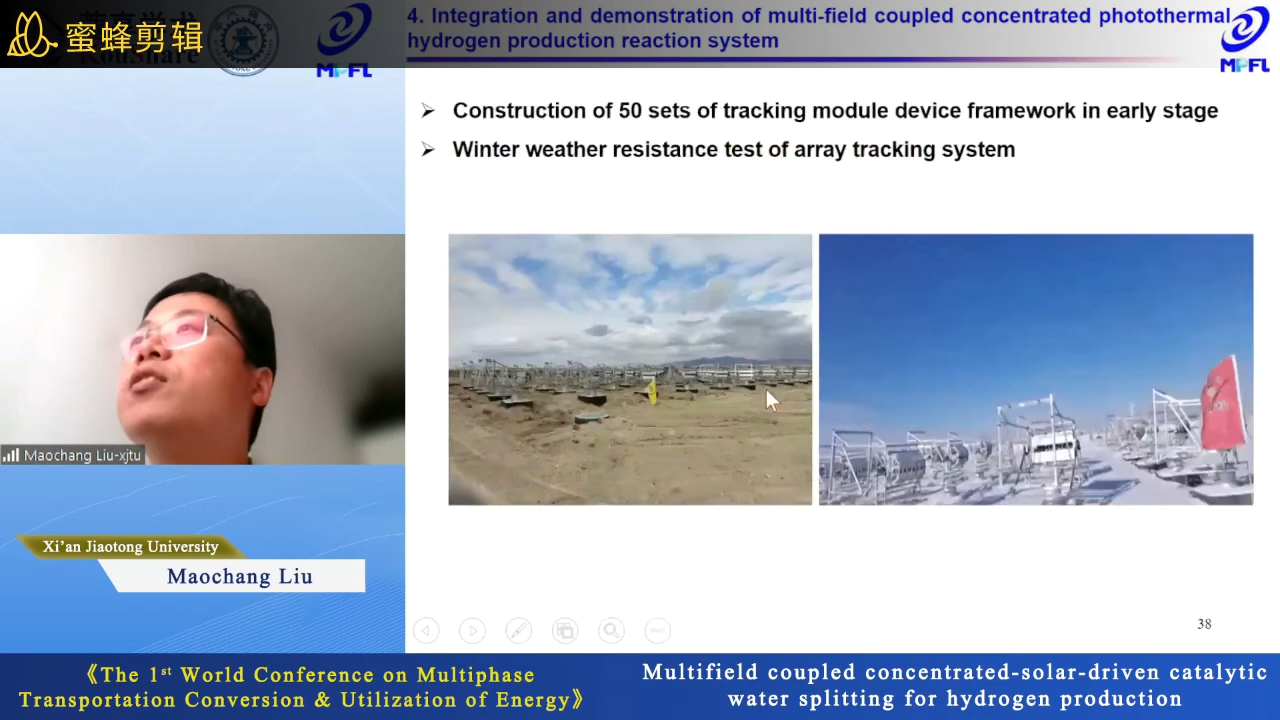 蜜蜂剪辑
KouShare
MPFL
4. Integration and demonstration of multi-field coupled concentrated photothermal
hydrogen production reaction system
MPFL
➢ Construction of 50 sets of tracking module device framework in early stage
➢ Winter weather resistance test of array tracking system
Maochang Liu-xjtu
Xi’an Jiaotong University
Maochang Liu
38
《The 1st World Conference on Multiphase
Transportation Conversion & Utilization of Energy》
Multifield coupled concentrated-solar-driven catalytic
water splitting for hydrogen production